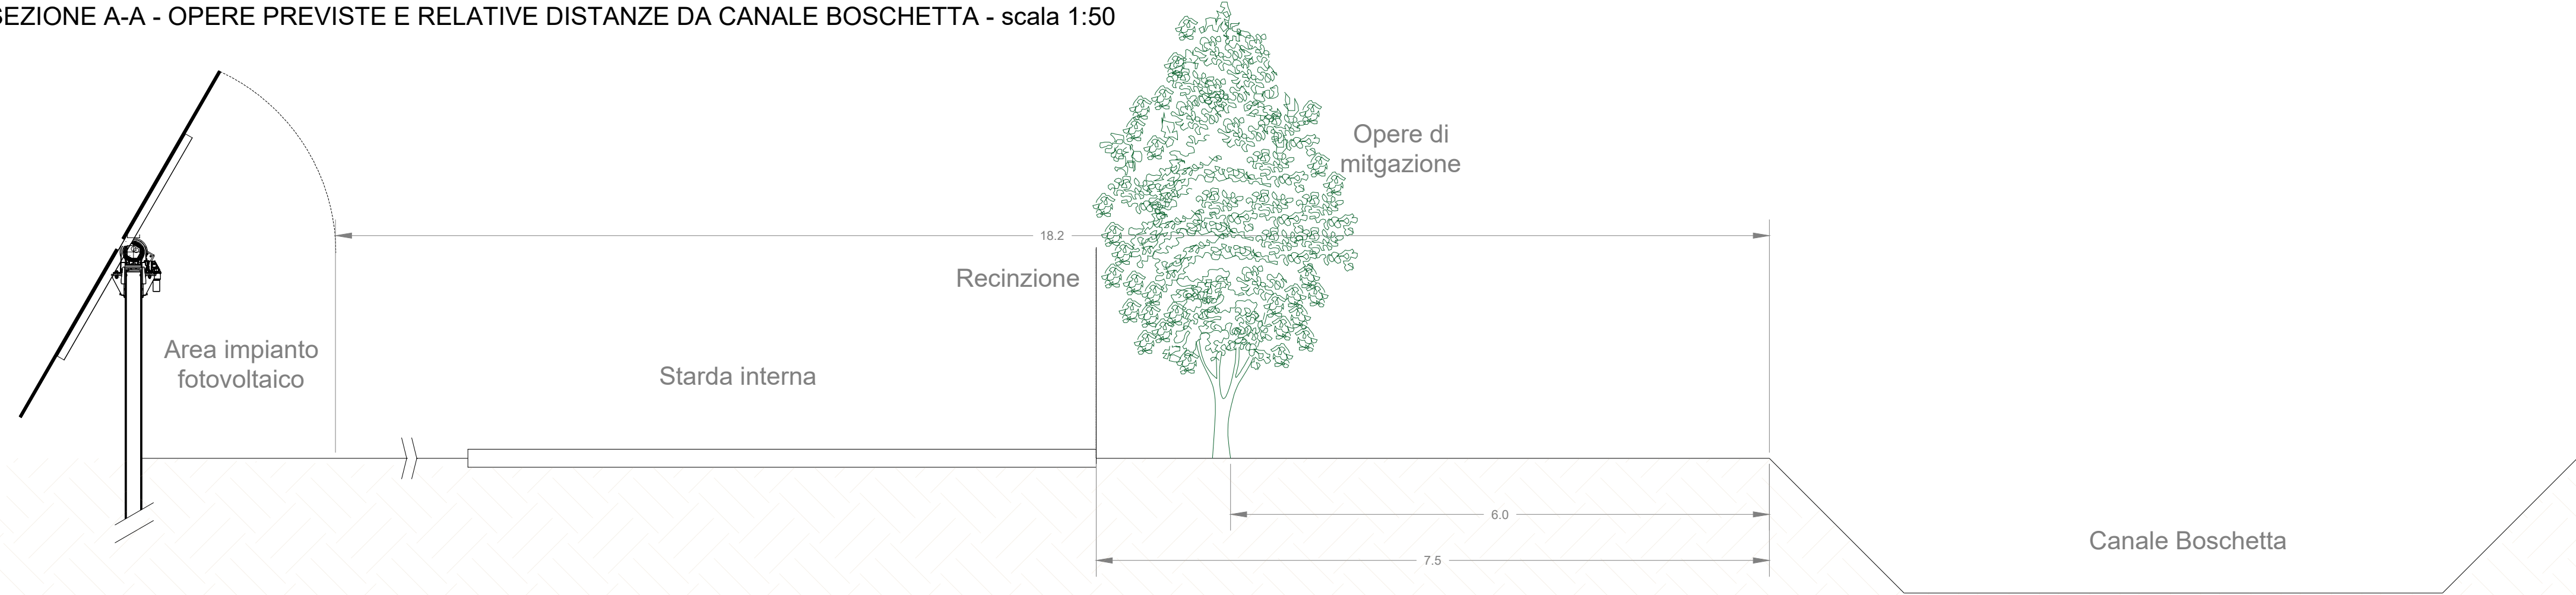 SEZIONE A-A - OPERE PREVISTE E RELATIVE DISTANZE DA CANALE BOSCHETTA - scala 1:50
Opere di
mitgazione
18.2
Recinzione
Area impianto
fotovoltaico
Starda interna
6.0
Canale Boschetta
7.5